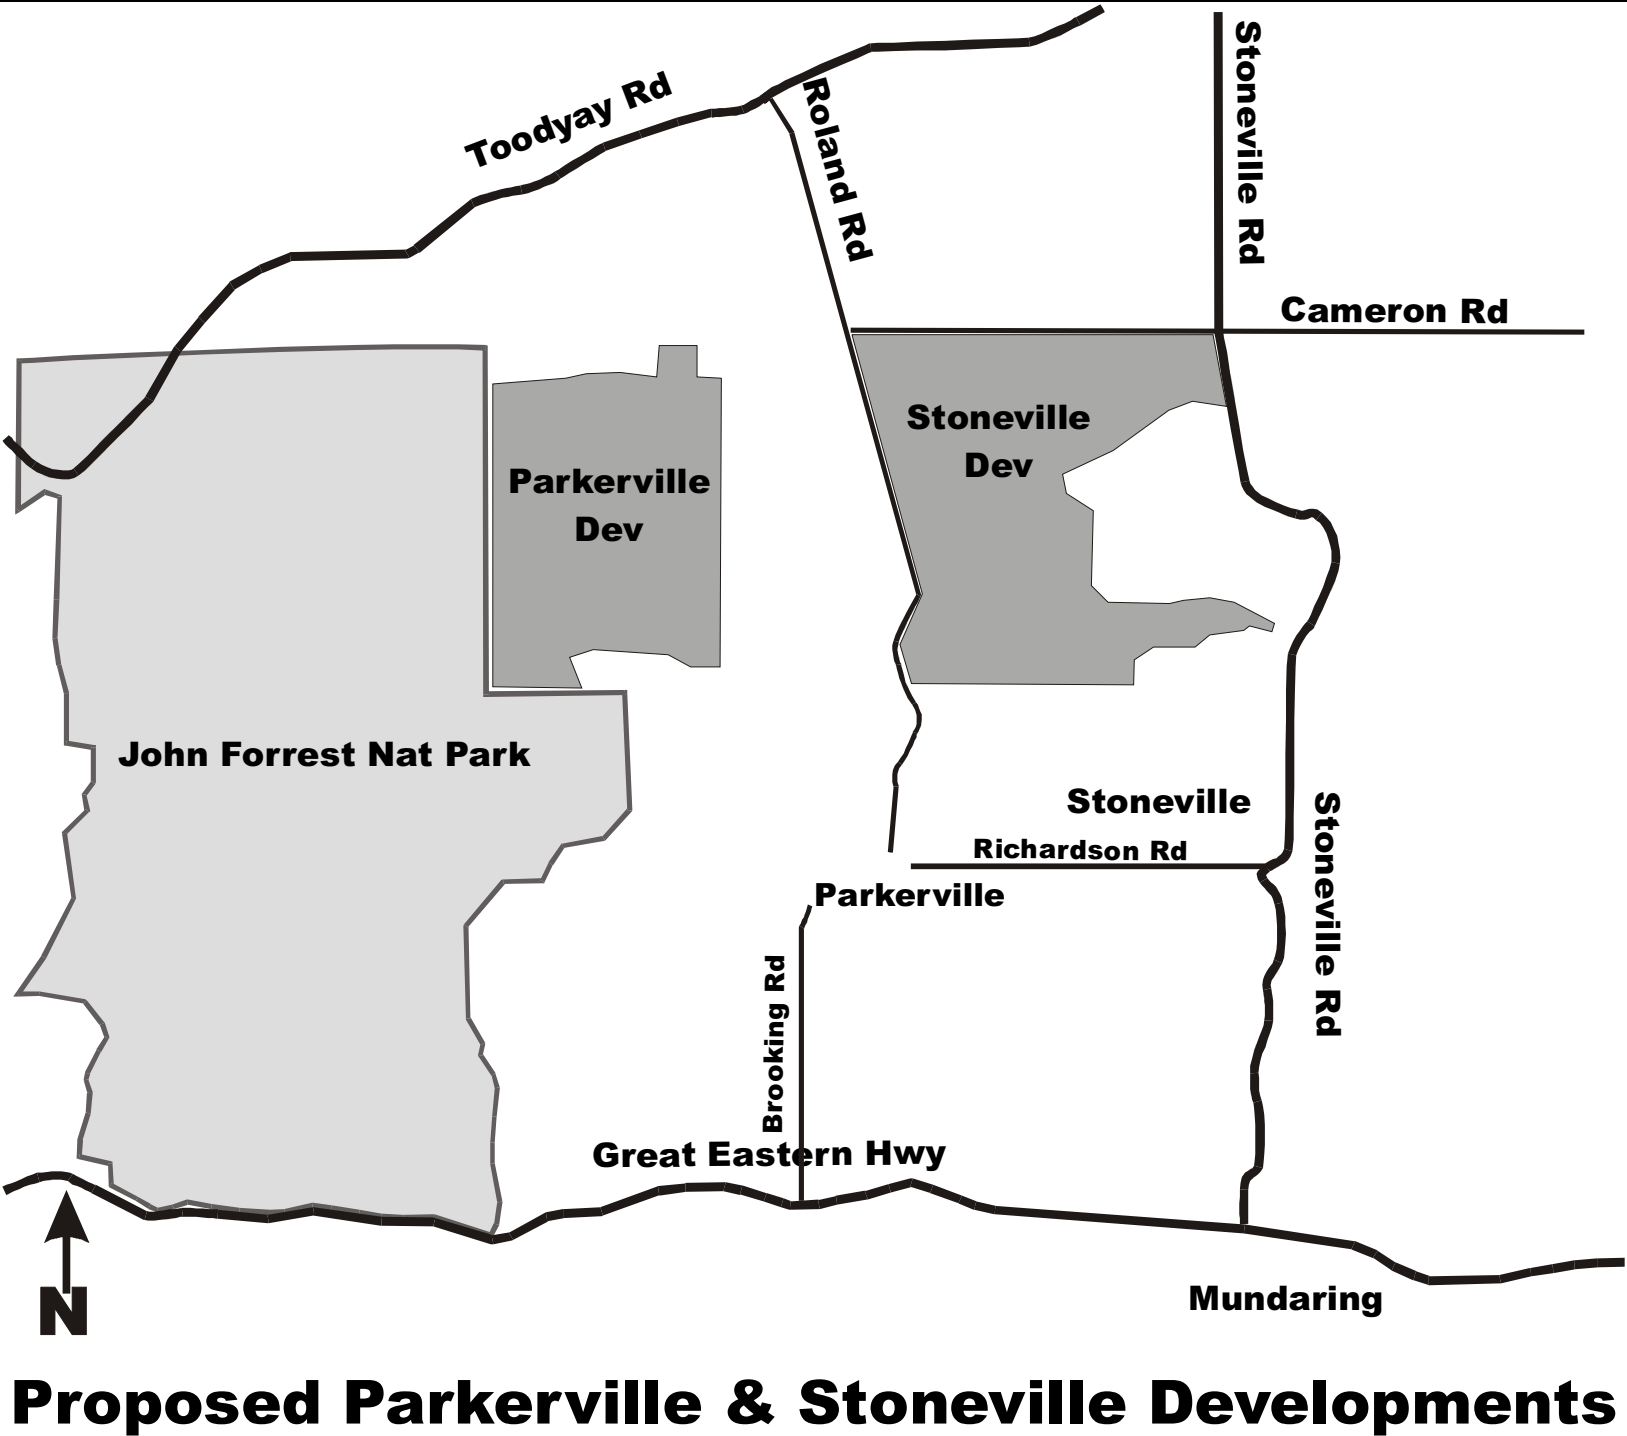 Toodyay Rd
Roland Rd
Stoneville Rd
Cameron Rd
Stoneville
Dev
Parkerville
Dev
John Forrest Nat Park
Stoneville
Richardson Rd
Stoneville Rd
Parkerville
Brooking Rd
Great Eastern Hwy
N
Mundaring
Proposed Parkerville & Stoneville Developments